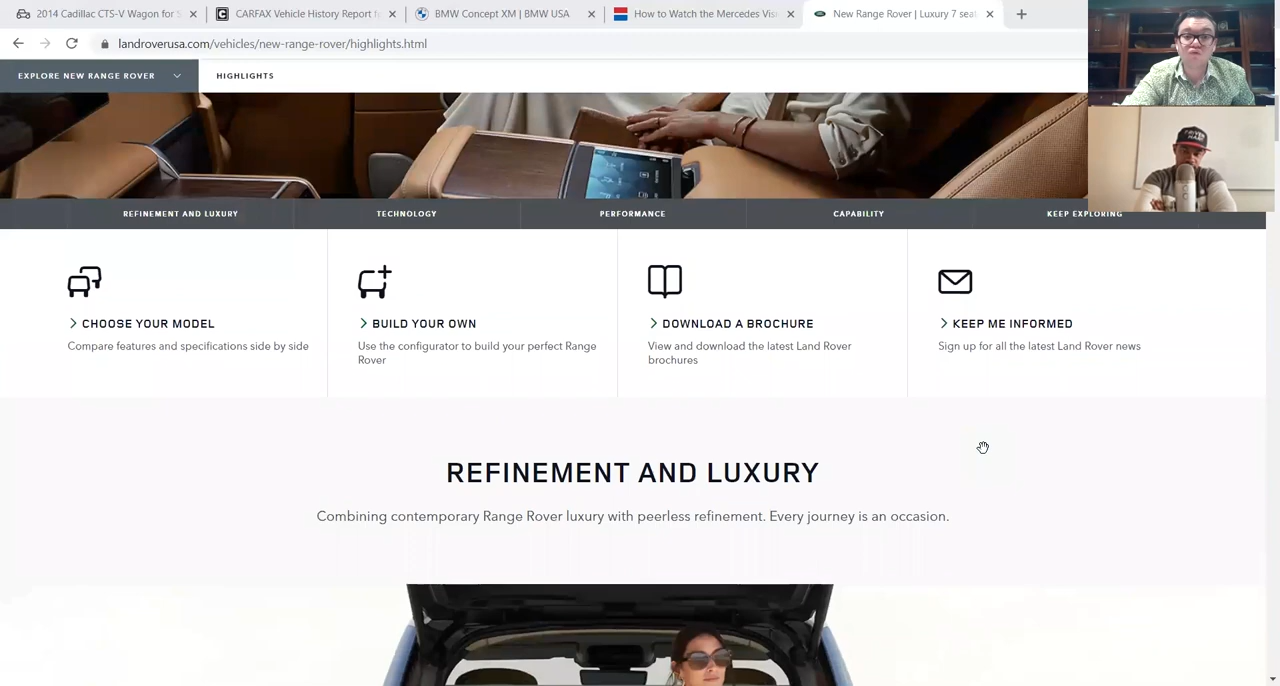 2014 Cadillac CTS-V Wagon for S
CARFAX Vehicle History Report f
BMW Concept XM | BMW USA
How to Watch the Mercedes Visi
New Range Rover | Luxury 7 seat
landroverusa.com/vehicles/new-range-rover/highlights.html
EXPLORE NEW RANGE ROVER
HIGHLIGHTS
REFINEMENT AND LUXURY
TECHNOLOGY
PERFORMANCE
CAPABILITY
KEEP EXPLORING
CHOOSE YOUR MODEL
Compare features and specifications side by side
BUILD YOUR OWN
Use the configurator to build your perfect Range
Rover
DOWNLOAD A BROCHURE
View and download the latest Land Rover
brochures
KEEP ME INFORMED
Sign up for all the latest Land Rover news
REFINEMENT AND LUXURY
Combining contemporary Range Rover luxury with peerless refinement. Every journey is an occasion.